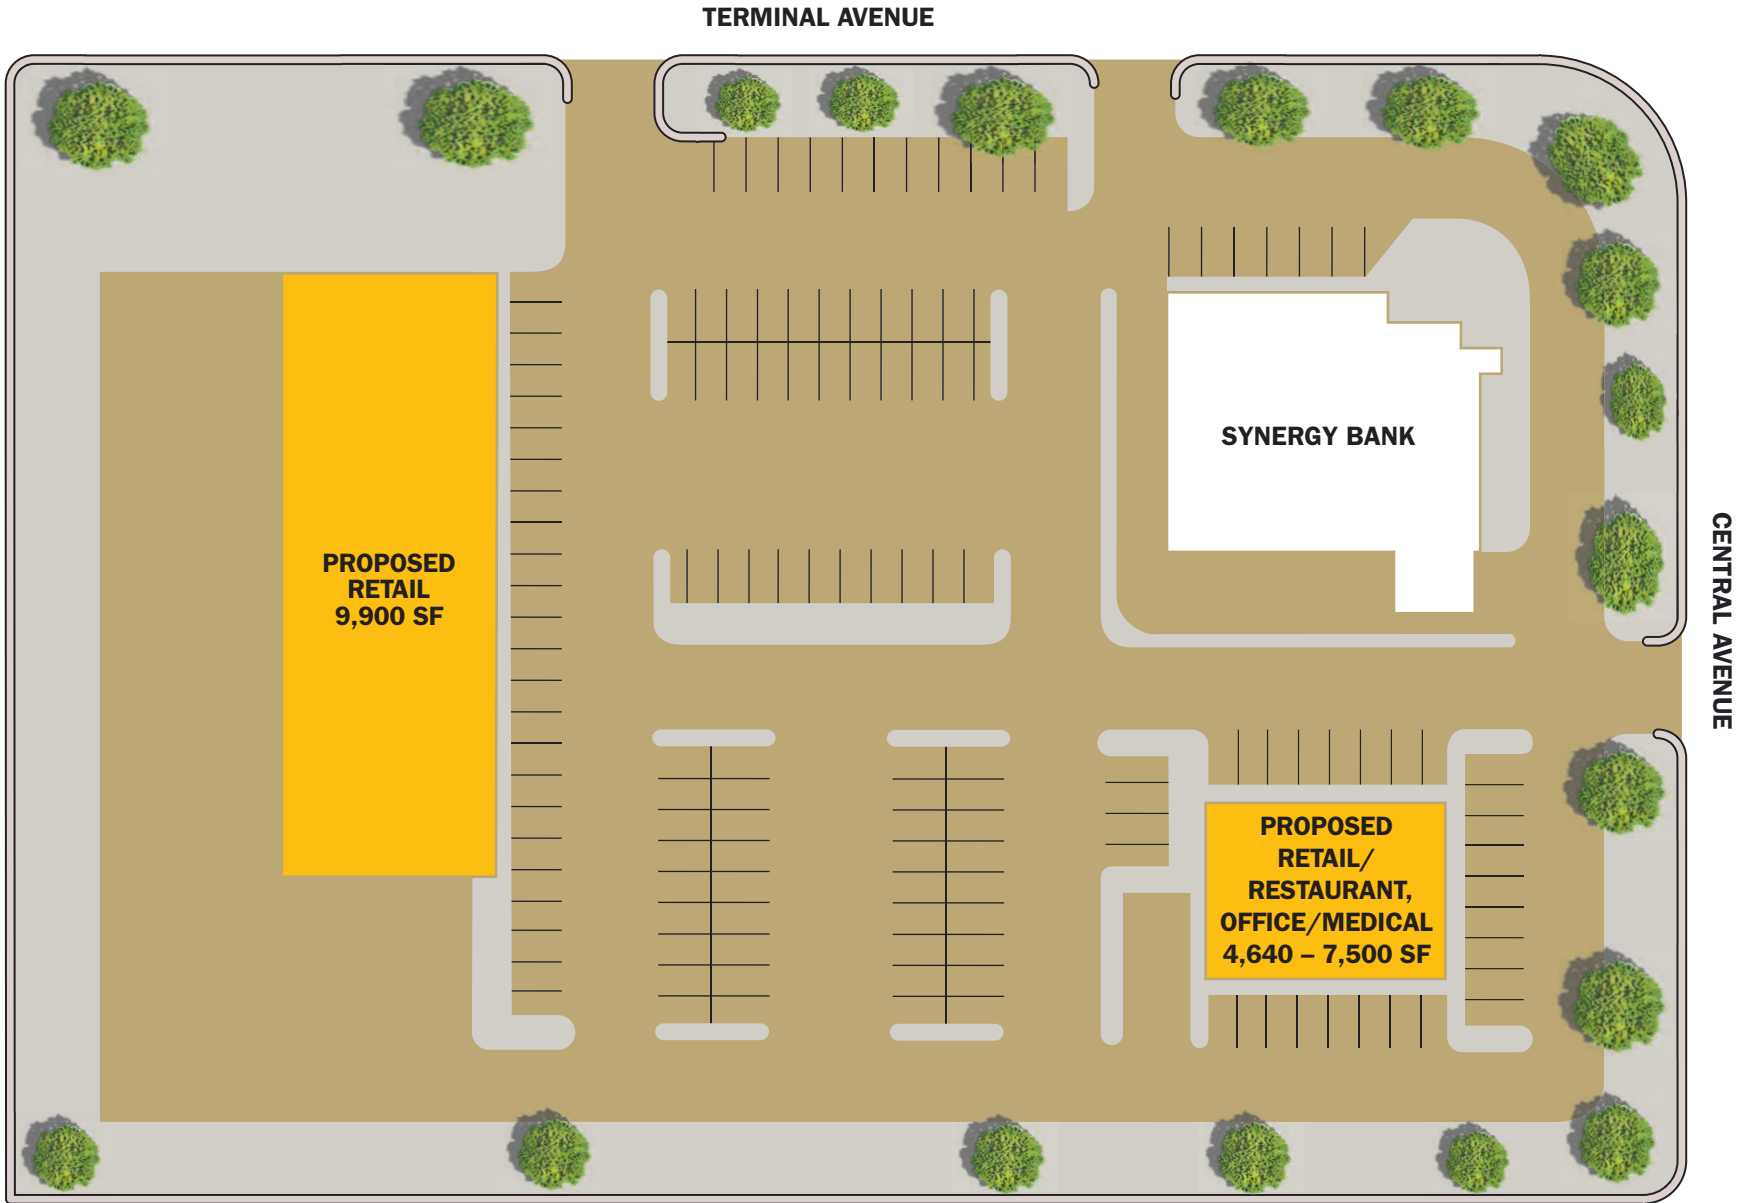 TERMINAL AVENUE
SYNERGY BANK
CENTRAL AVENUE
PROPOSED
RETAIL
9,900 SF
PROPOSED
RETAIL/
RESTAURANT,
OFFICE/MEDICAL
4,640 – 7,500 SF